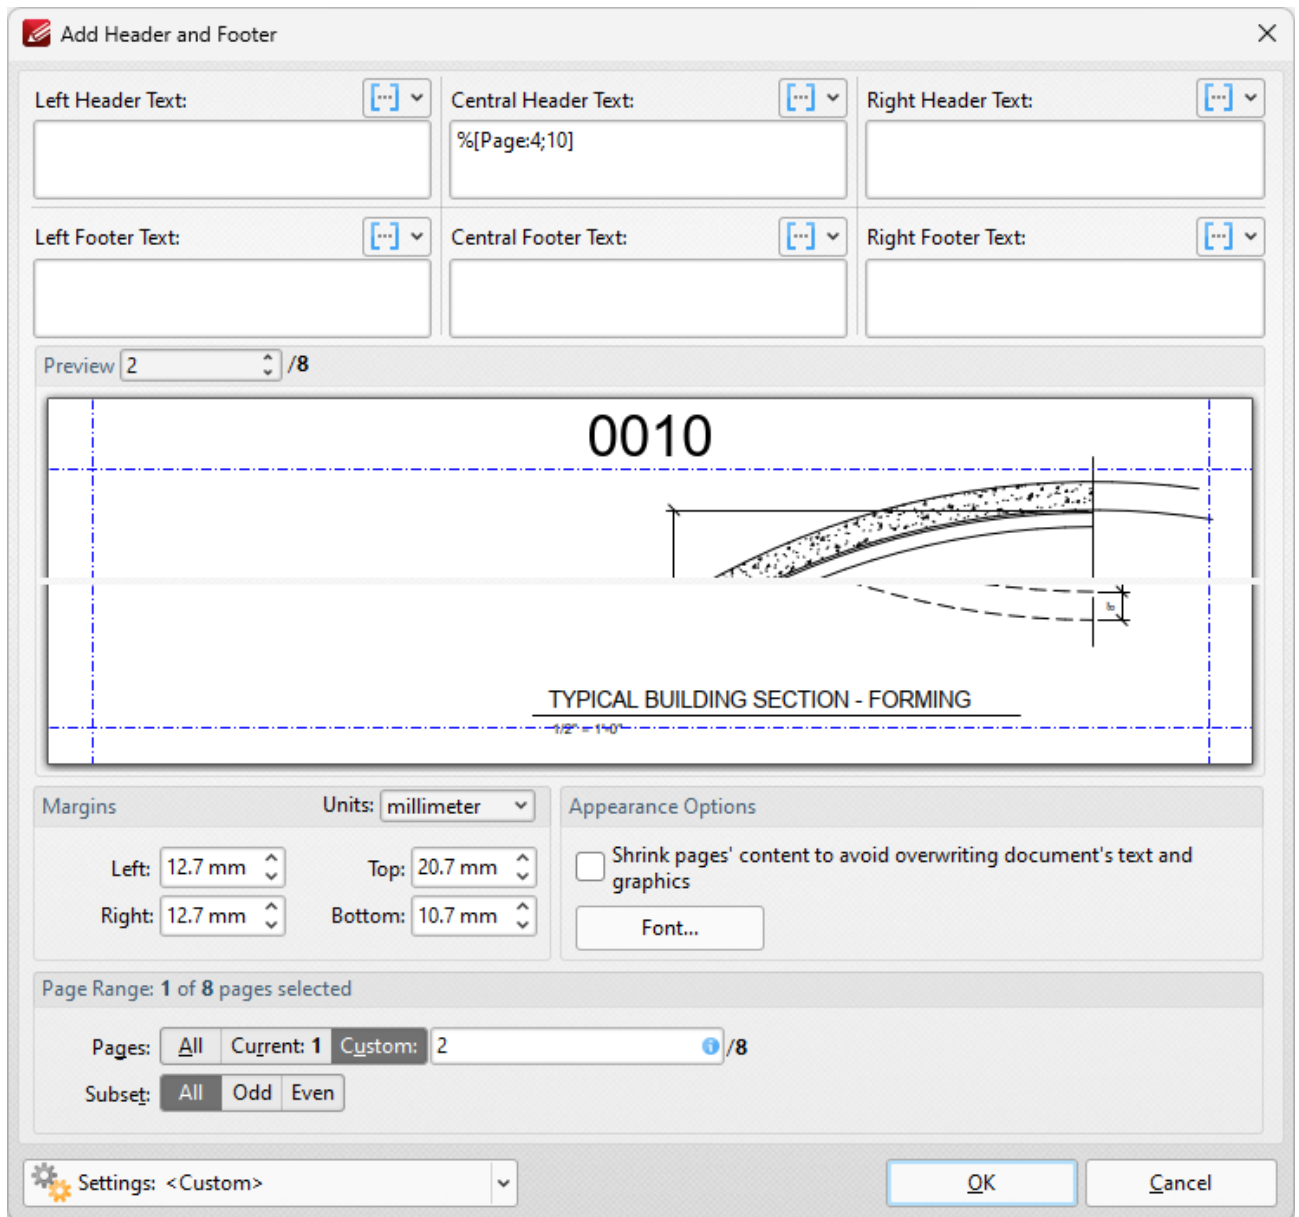 Add Header and Footer
Left Header Text:
Central Header Text:
Right Header Text:
%[Page:4;10]
Left Footer Text:
Central Footer Text:
Right Footer Text:
Preview 2 /8
0010
TYPICAL BUILDING SECTION - FORMING
1/2" = 1'-0"
Margins
Units: millimeter
Appearance Options
Left: 12.7 mm
Top: 20.7 mm
Right: 12.7 mm
Bottom: 10.7 mm
Shrink pages' content to avoid overwriting document's text and
graphics
Font...
Page Range: 1 of 8 pages selected
Pages: All Current: 1 Custom: 2 /8
Subset: All Odd Even
Settings: <Custom>
OK
Cancel